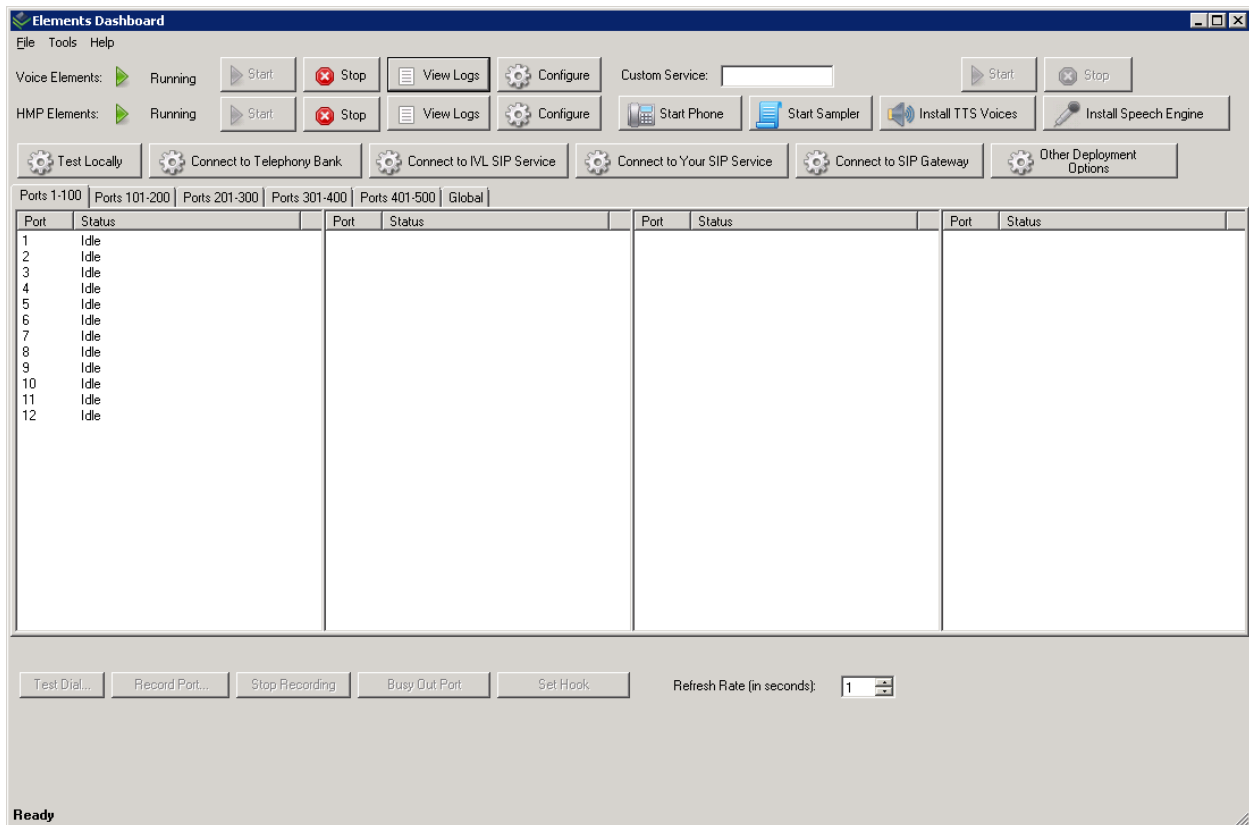 Elements Dashboard
File Tools Help
Voice Elements: Running Start Stop View Logs Configure Custom Service: Start Stop
HMP Elements: Running Start Stop View Logs Configure Start Phone Start Sampler Install TTS Voices Install Speech Engine
Test Locally Connect to Telephony Bank Connect to IVL SIP Service Connect to Your SIP Service Connect to SIP Gateway Other Deployment
Options
Ports 1-100 Ports 101-200 Ports 201-300 Ports 301-400 Ports 401-500 Global
Port Status Port Status Port Status Port Status
1 Idle
2 Idle
3 Idle
4 Idle
5 Idle
6 Idle
7 Idle
8 Idle
9 Idle
10 Idle
11 Idle
12 Idle
Test Dial... Record Port... Stop Recording Busy Out Port Set Hook Refresh Rate (in seconds): 1
Ready